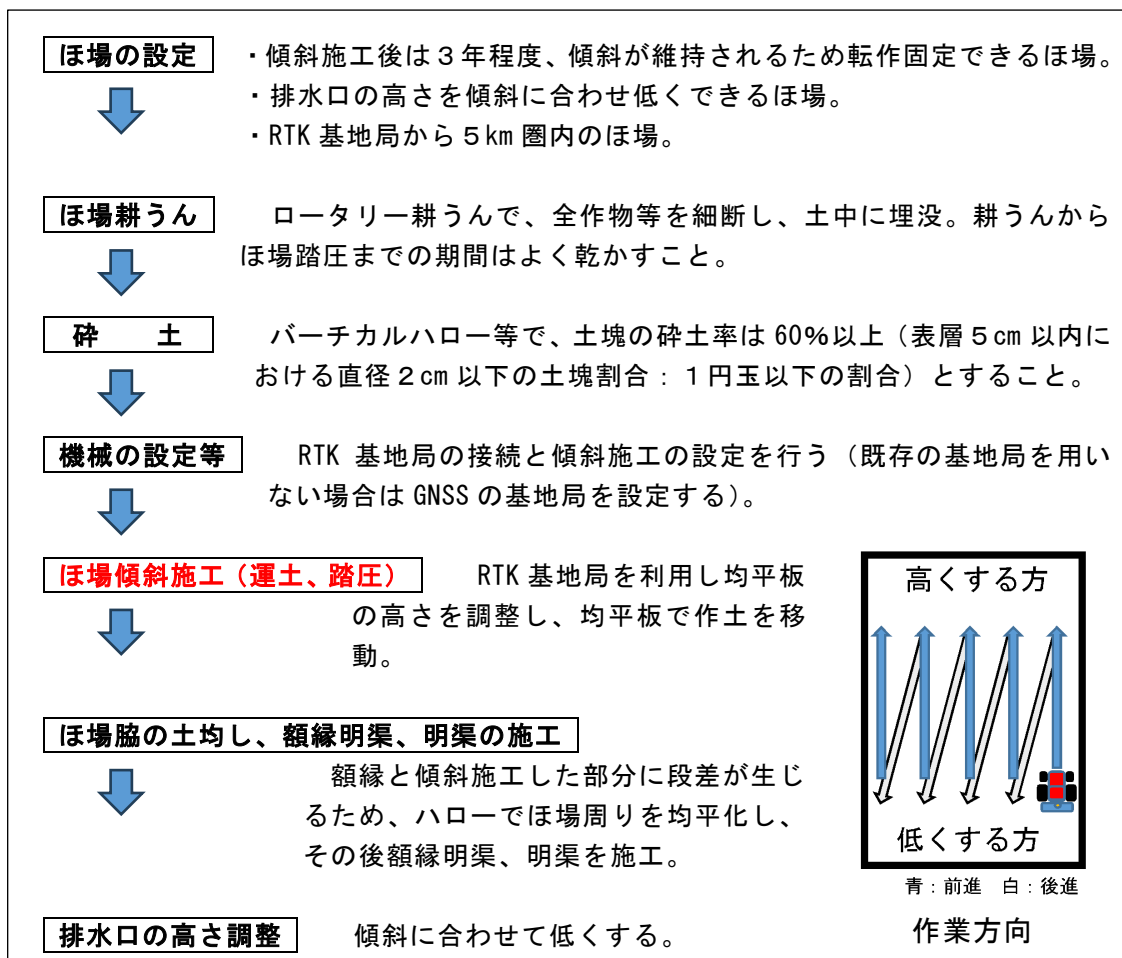 ほ場の設定 ・傾斜施工後は３年程度、傾斜が維持されるため転作固定できるほ場。
・排水口の高さを傾斜に合わせ低くできるほ場。
・RTK 基地局から５km 圏内のほ場。
ほ場耕うん ロータリー耕うんで、全作物等を細断し、土中に埋没。耕うんから
ほ場踏圧までの期間はよく乾かすこと。
砕　土 バーチカルハロー等で、土塊の砕土率は 60％以上（表層５cm 以内に
おける直径２cm 以下の土塊割合：１円玉以下の割合）とすること。
機械の設定等 RTK 基地局の接続と傾斜施工の設定を行う（既存の基地局を用い
ない場合は GNSS の基地局を設定する）。
ほ場傾斜施工（運土、踏圧） RTK 基地局を利用し均平板
の高さを調整し、均平板で作土を移
動。
ほ場脇の土均し、額縁明渠、明渠の施工
額縁と傾斜施工した部分に段差が生じ
るため、ハローでほ場周りを均平化し、
その後額縁明渠、明渠を施工。
排水口の高さ調整 傾斜に合わせて低くする。
高くする方
低くする方
青：前進　白：後進
作業方向